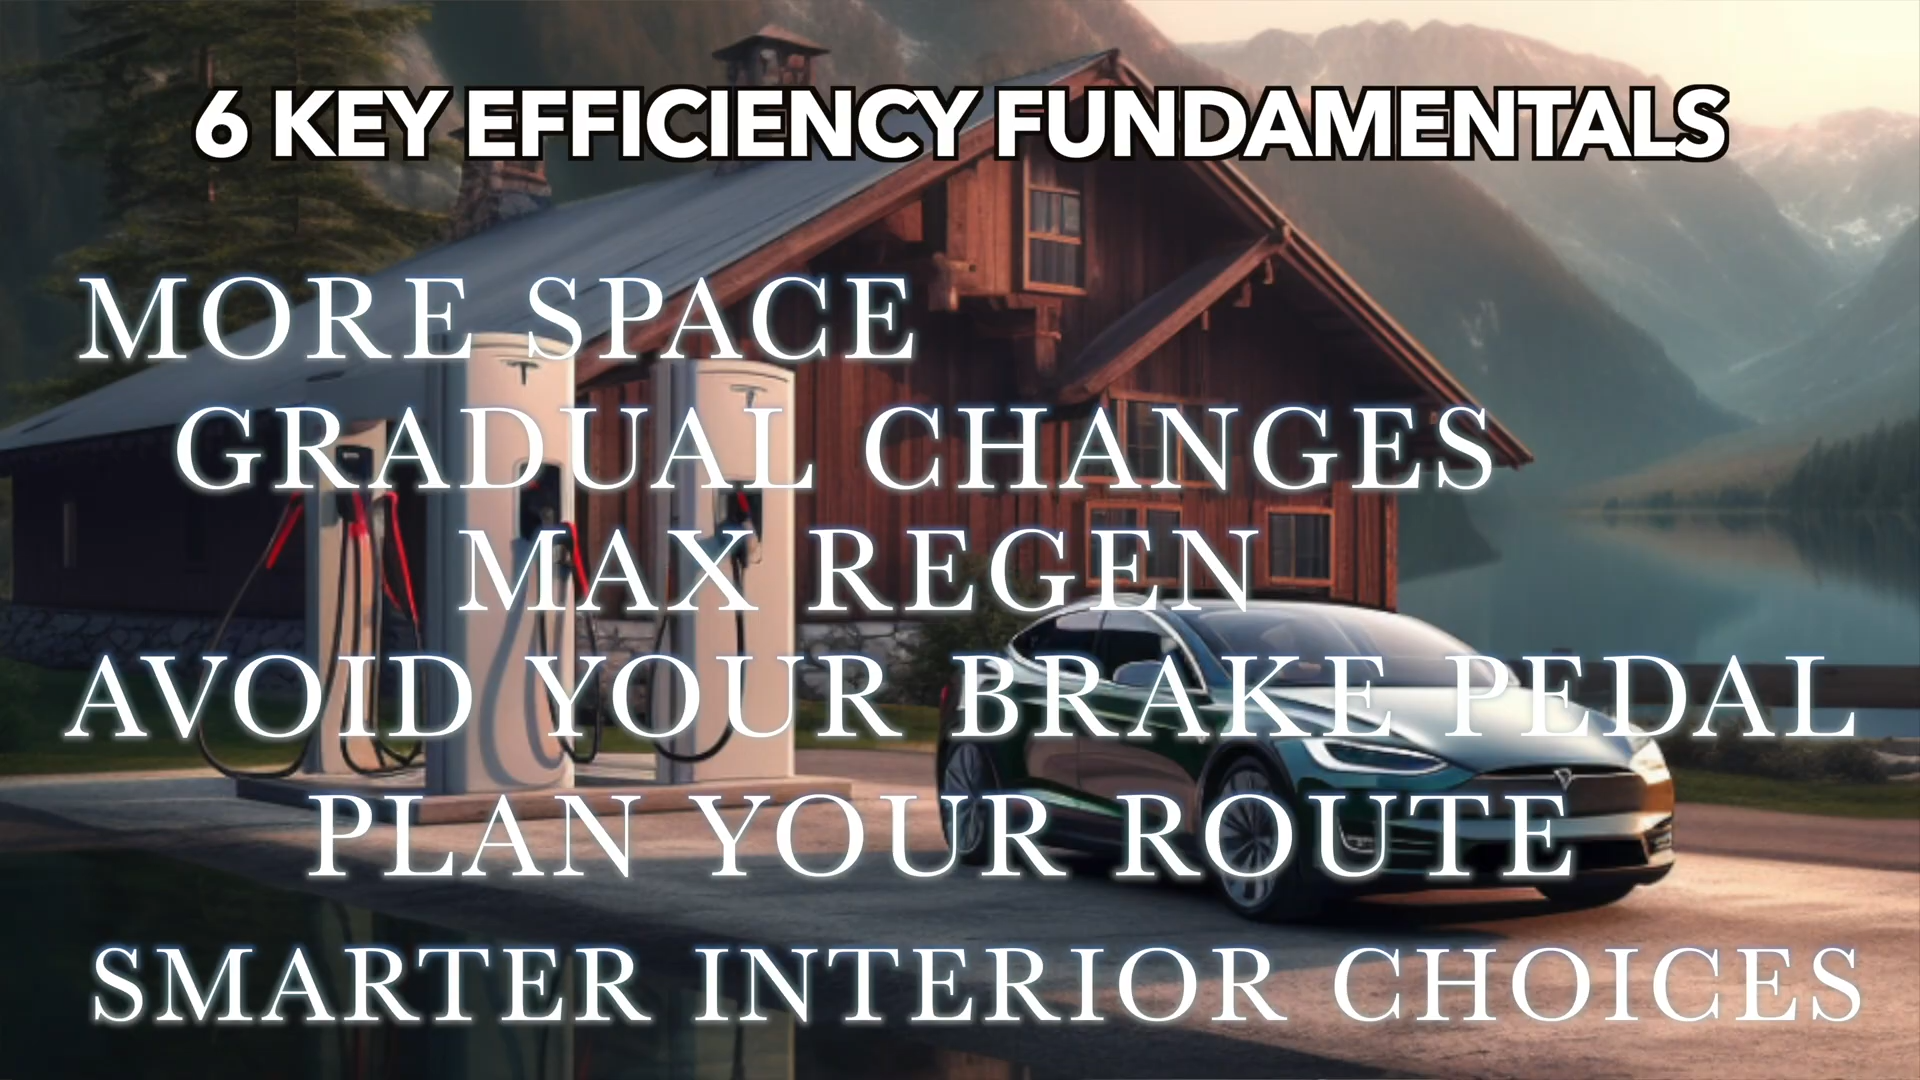 6 KEY EFFICIENCY FUNDAMENTALS
MORE SPACE
GRADUAL CHANGES
MAX REGEN
AVOID YOUR BRAKE PEDAL
PLAN YOUR ROUTE
SMARTER INTERIOR CHOICES